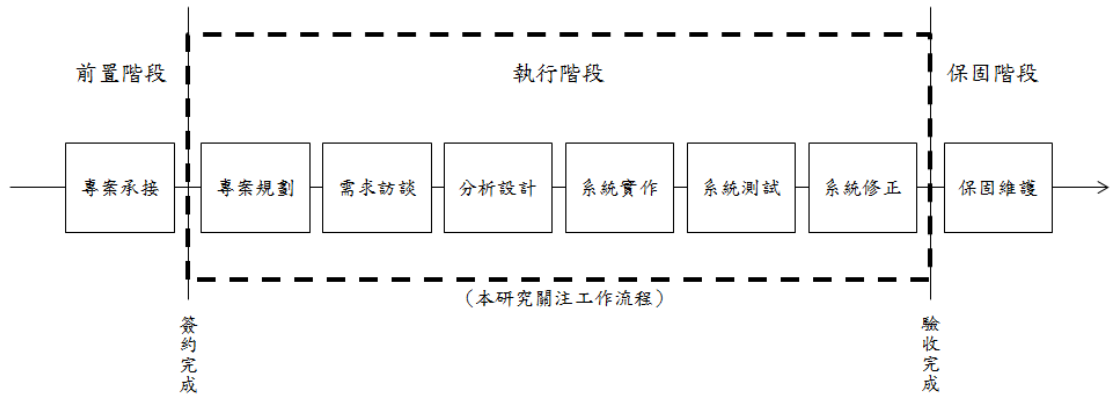 前置階段
執行階段
保固階段
專案承接
專案規劃
需求訪談
分析設計
系統實作
系統測試
系統修正
保固維護
（本研究關注工作流程）
簽約完成
驗收完成